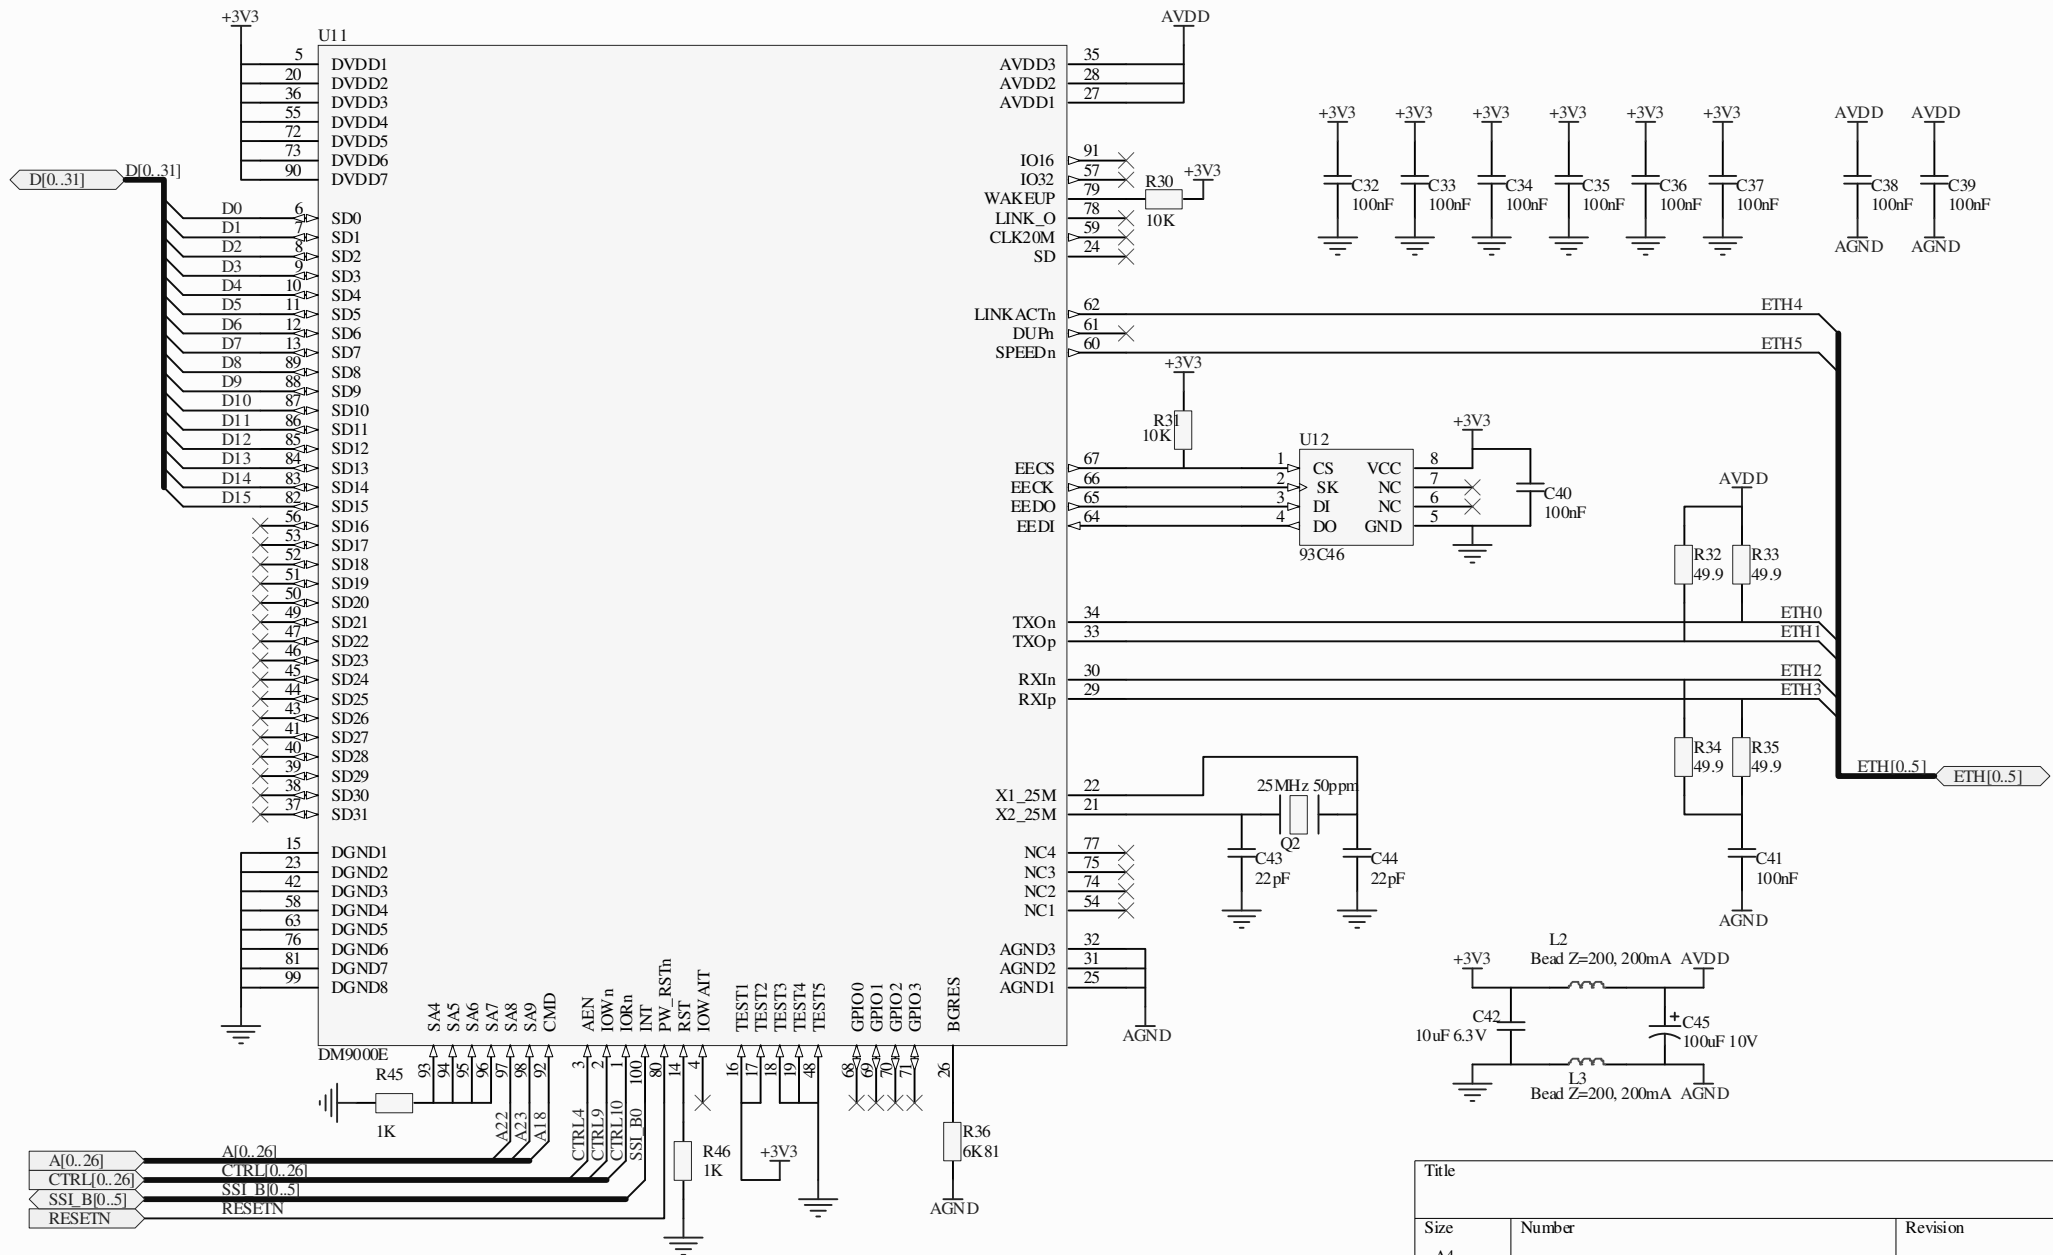 +3V3
U11
5 DVDD1
20 DVDD2
36 DVDD3
55 DVDD4
72 DVDD5
73 DVDD6
90 DVDD7
D[0..31] D[0..31]
D0 6 SD0
D1 7 SD1
D2 8 SD2
D3 9 SD3
D4 10 SD4
D5 11 SD5
D6 12 SD6
D7 13 SD7
D8 89 SD8
D9 88 SD9
D10 87 SD10
D11 86 SD11
D12 85 SD12
D13 84 SD13
D14 83 SD14
D15 82 SD15
56 SD16
53 SD17
52 SD18
51 SD19
50 SD20
49 SD21
47 SD22
46 SD23
45 SD24
44 SD25
43 SD26
41 SD27
40 SD28
39 SD29
38 SD30
37 SD31
15 DGND1
23 DGND2
42 DGND3
58 DGND4
63 DGND5
76 DGND6
81 DGND7
99 DGND8
SA4 93
SA5 94
SA6 95
SA7 96
SA8 97 A22
SA9 98 A23
CMD 92 A18
AEN 3 CTRL4
IOWn 2 CTRL9
IORn 1 CTRL10
INT 100 SSI_B0
PW_RSTn 80
RST 14
IOWAIT 4
TEST1 16
TEST2 17
TEST3 18
TEST4 19
TEST5 48
GPIO0 68
GPIO1 69
GPIO2 70
GPIO3 71
BGRES 26
DM9000E
R45
1K
R46
1K
+3V3
R36
6K81
AGND
A[0..26] A[0..26]
CTRL[0..26] CTRL[0..26]
SSI_B[0..5] SSI_B[0..5]
RESETN RESETN
AVDD
AVDD3 35
AVDD2 28
AVDD1 27
IO16 91
IO32 57
WAKEUP 79
LINK_O 78
CLK20M 59
SD 24
R30
10K
+3V3
LINKACTn 62 ETH4
DUPn 61
SPEEDn 60 ETH5
+3V3
R31
10K
EECS 67
EECK 66
EEDO 65
EEDI 64
U12
1 CS VCC 8
2 SK NC 7
3 DI NC 6
4 DO GND 5
93C46
+3V3
C40
100nF
TXOn 34 ETH0
TXOp 33 ETH1
RXIn 30 ETH2
RXIp 29 ETH3
AVDD
R32
49.9
R33
49.9
R34
49.9
R35
49.9
C41
100nF
AGND
ETH[0..5] ETH[0..5]
X1_25M 22
X2_25M 21
25MHz 50ppm
Q2
C43
22pF
C44
22pF
NC4 77
NC3 75
NC2 74
NC1 54
AGND3 32
AGND2 31
AGND1 25
AGND
+3V3 +3V3 +3V3 +3V3 +3V3 +3V3 AVDD AVDD
C32 C33 C34 C35 C36 C37 C38 C39
100nF 100nF 100nF 100nF 100nF 100nF 100nF 100nF
AGND AGND
L2
+3V3 Bead Z=200, 200mA AVDD
C42
10uF 6.3V
+
C45
100uF 10V
L3
Bead Z=200, 200mA AGND
Title
Size Number Revision
A4